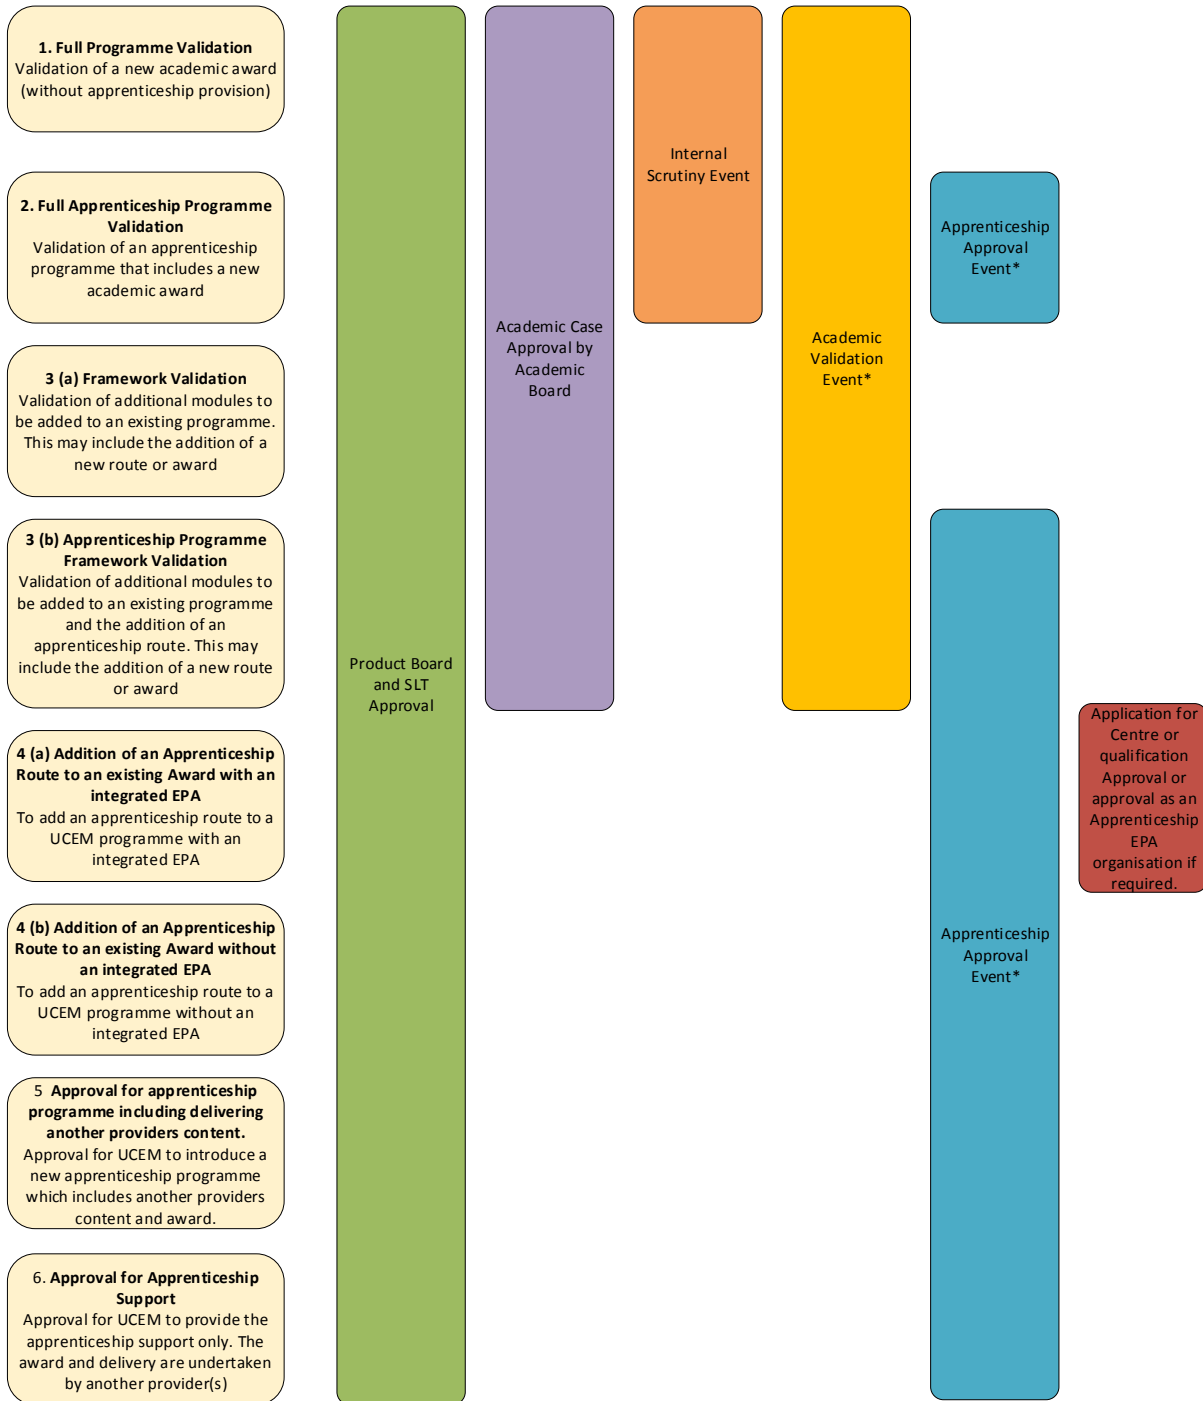 1. Full Programme Validation
Validation of a new academic award
(without apprenticeship provision)
2. Full Apprenticeship Programme
Validation
Validation of an apprenticeship
programme that includes a new
academic award
3 (a) Framework Validation
Validation of additional modules to
be added to an existing programme.
This may include the addition of a
new route or award
3 (b) Apprenticeship Programme
Framework Validation
Validation of additional modules to
be added to an existing programme
and the addition of an
apprenticeship route. This may
include the addition of a new route
or award
4 (a) Addition of an Apprenticeship
Route to an existing Award with an
integrated EPA
To add an apprenticeship route to a
UCEM programme with an
integrated EPA
4 (b) Addition of an Apprenticeship
Route to an existing Award without
an integrated EPA
To add an apprenticeship route to a
UCEM programme without an
integrated EPA
5 Approval for apprenticeship
programme including delivering
another providers content.
Approval for UCEM to introduce a
new apprenticeship programme
which includes another providers
content and award.
6. Approval for Apprenticeship
Support
Approval for UCEM to provide the
apprenticeship support only. The
award and delivery are undertaken
by another provider(s)
Product Board
and SLT
Approval
Academic Case
Approval by
Academic
Board
Internal
Scrutiny Event
Academic
Validation
Event*
Apprenticeship
Approval
Event*
Apprenticeship
Approval
Event*
Application for
Centre or
qualification
Approval or
approval as an
Apprenticeship
EPA
organisation if
required.